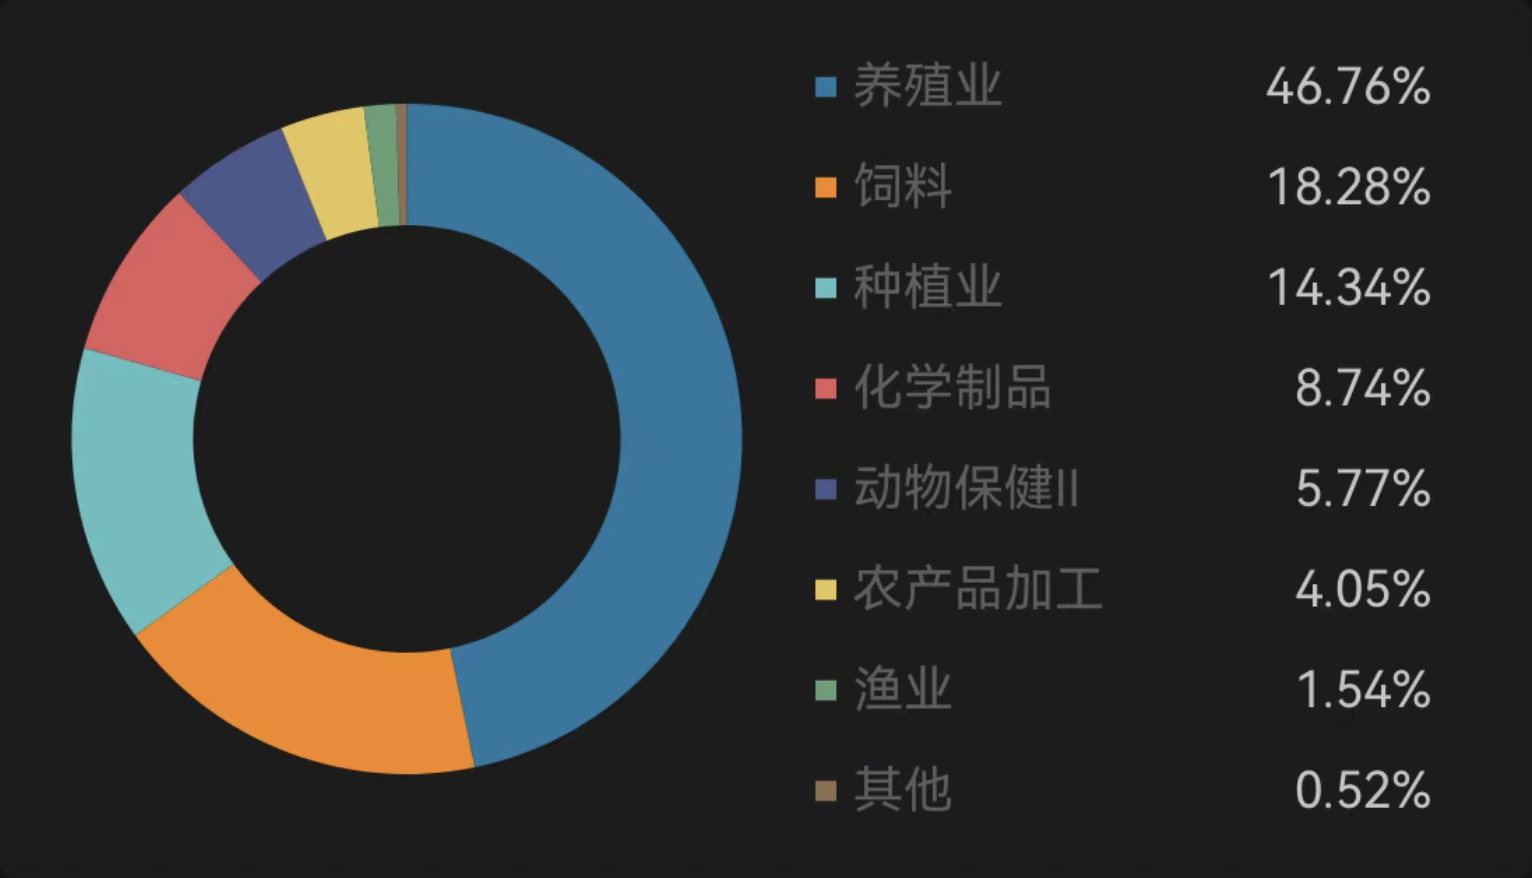 养殖业 46.76%
饲料 18.28%
种植业 14.34%
化学制品 8.74%
动物保健II 5.77%
农产品加工 4.05%
渔业 1.54%
其他 0.52%